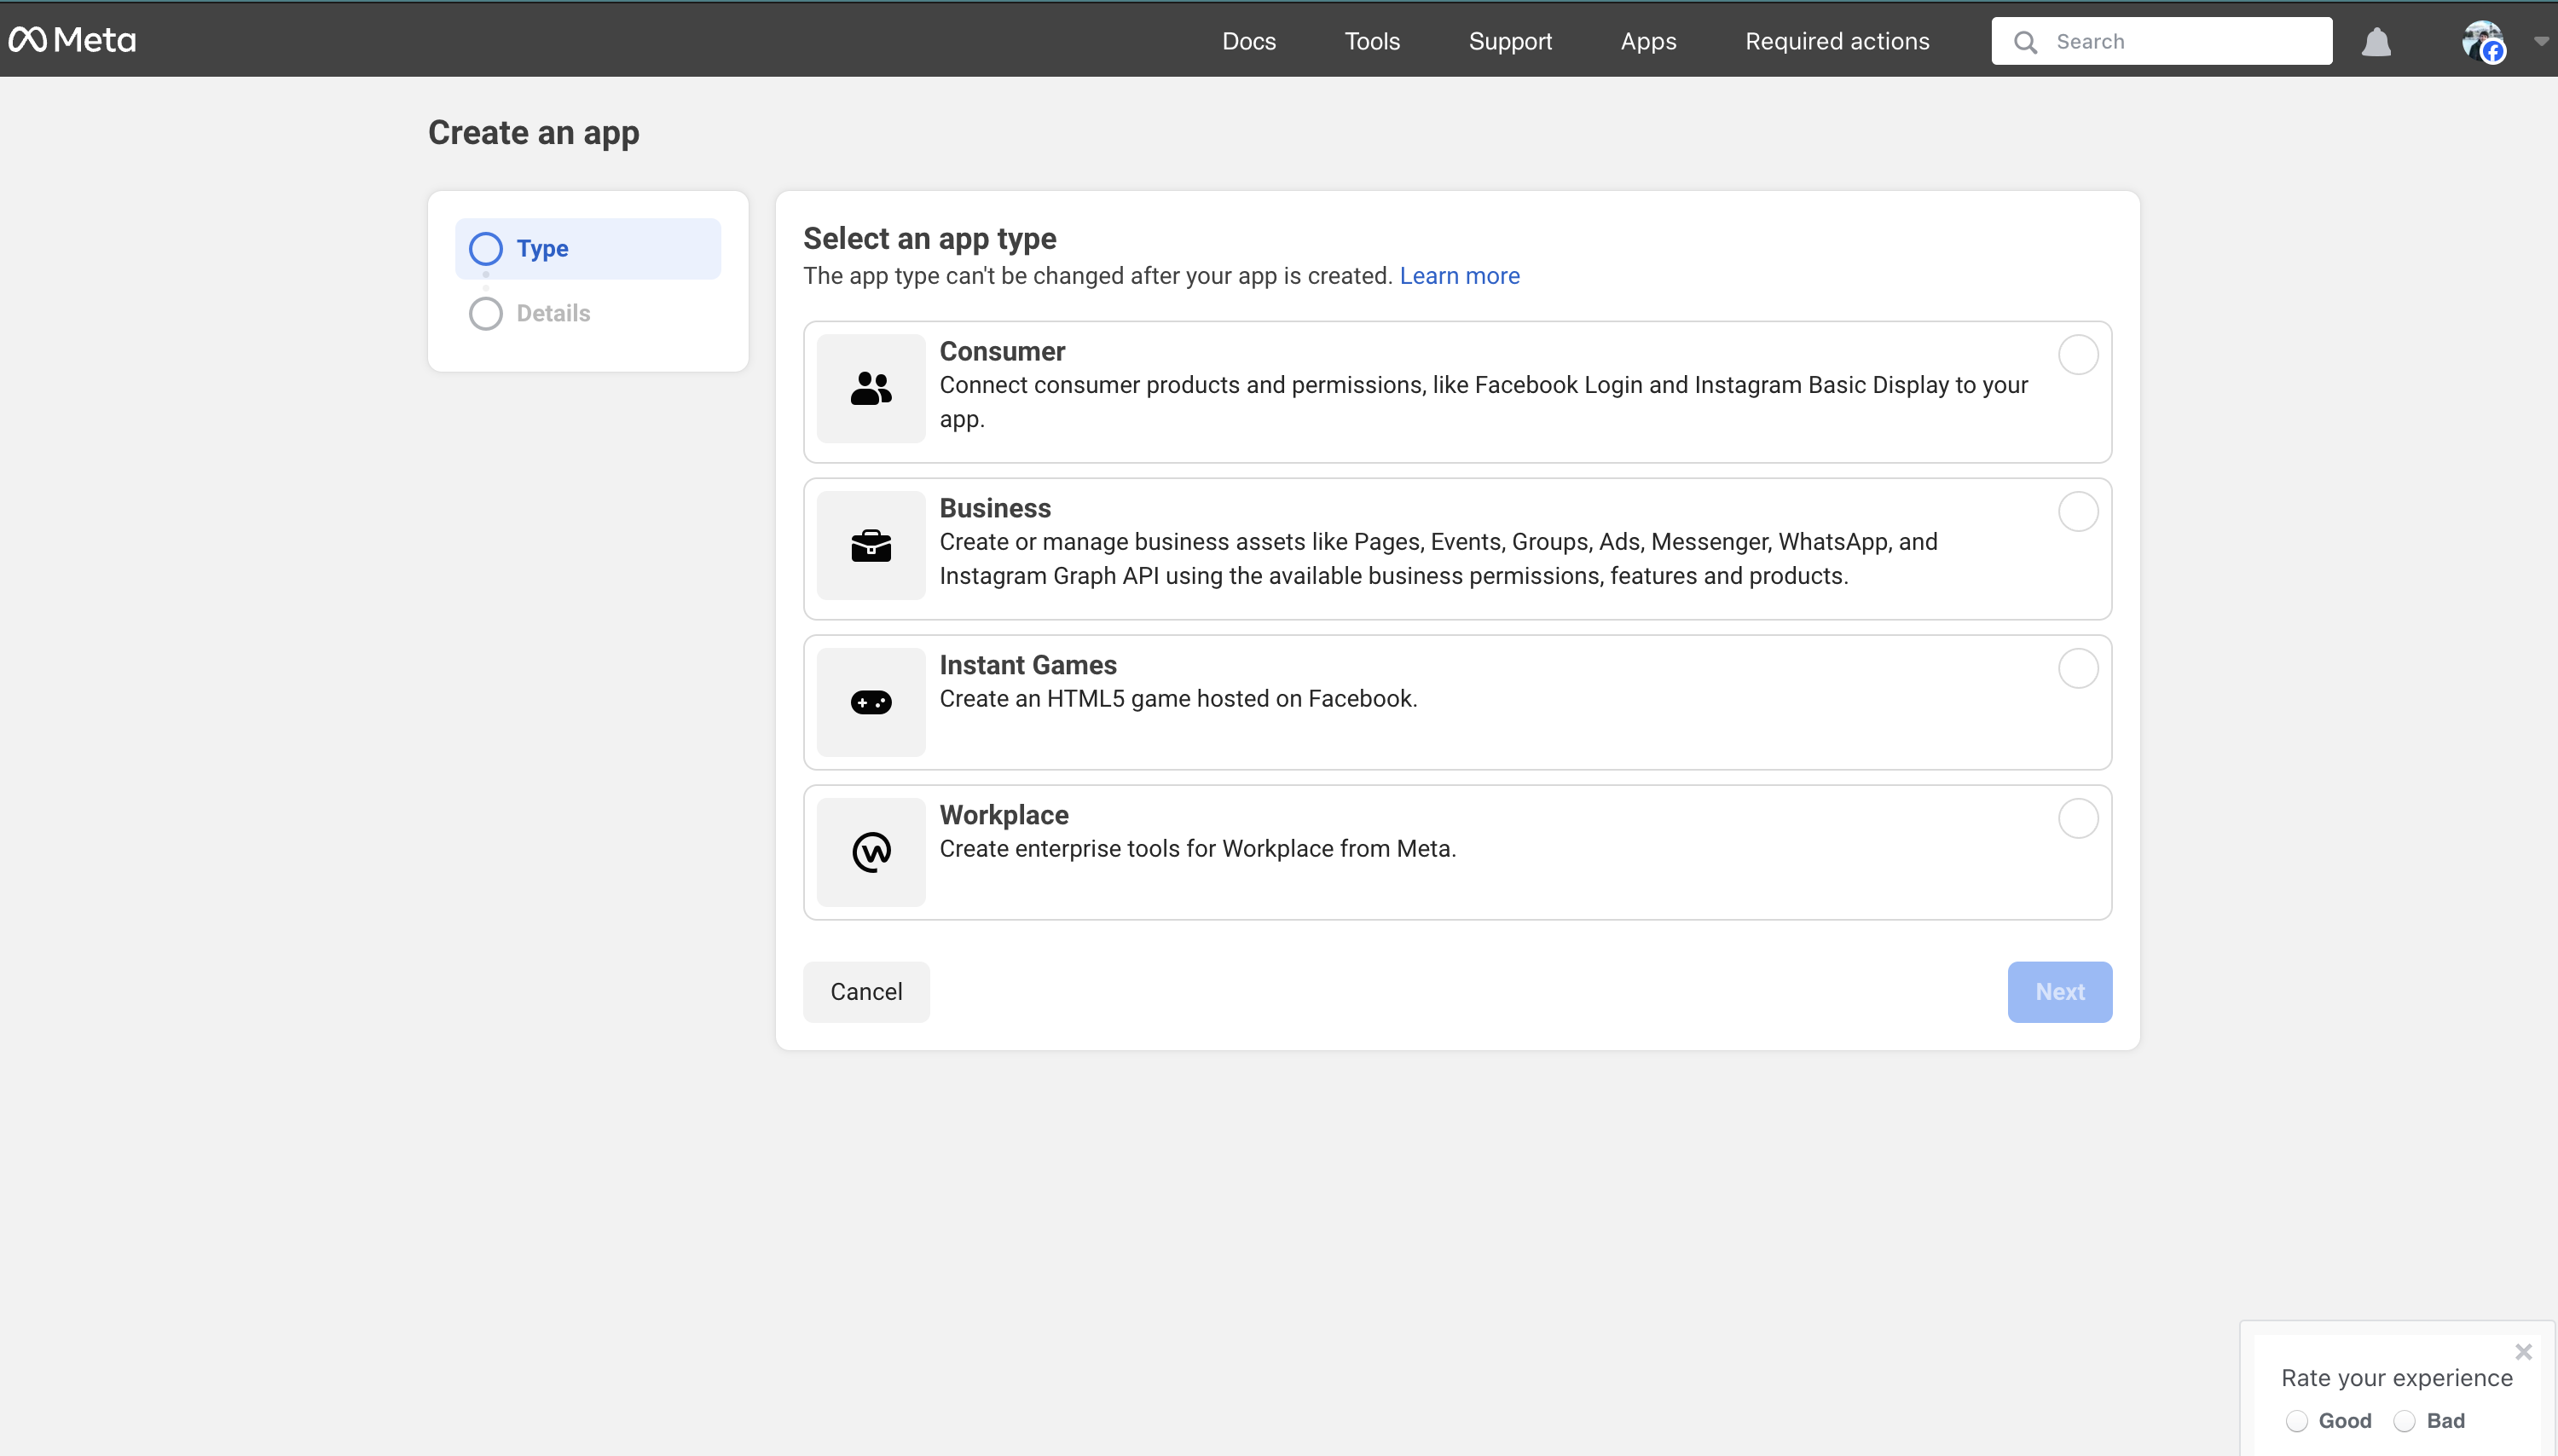 Meta
Docs
Tools
Support
Apps
Required actions
Search
Create an app
Type
Details
Select an app type
The app type can't be changed after your app is created. Learn more
Consumer
Connect consumer products and permissions, like Facebook Login and Instagram Basic Display to your
app.
Business
Create or manage business assets like Pages, Events, Groups, Ads, Messenger, WhatsApp, and
Instagram Graph API using the available business permissions, features and products.
Instant Games
Create an HTML5 game hosted on Facebook.
Workplace
Create enterprise tools for Workplace from Meta.
Cancel
Next
Rate your experience
Good
Bad